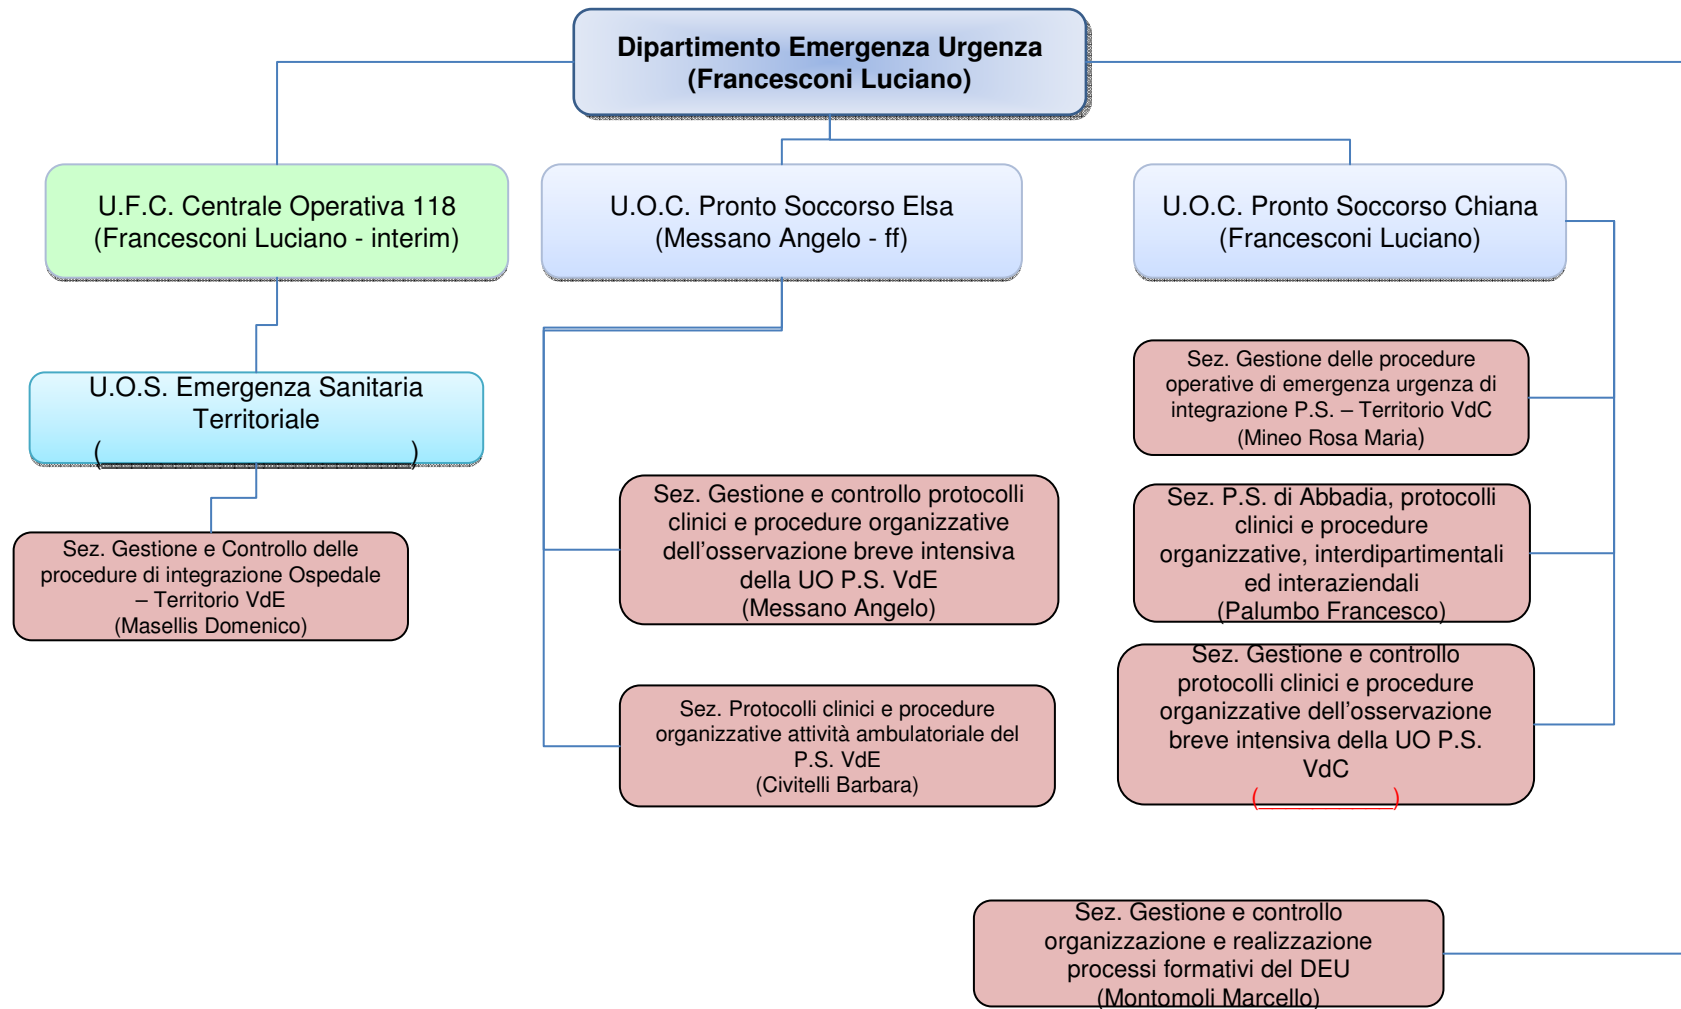 Dipartimento Emergenza Urgenza
(Francesconi Luciano)
U.F.C. Centrale Operativa 118
(Francesconi Luciano - interim)
U.O.C. Pronto Soccorso Elsa
(Messano Angelo - ff)
U.O.C. Pronto Soccorso Chiana
(Francesconi Luciano)
U.O.S. Emergenza Sanitaria
Territoriale
(______________________)
Sez. Gestione e Controllo delle
procedure di integrazione Ospedale
– Territorio VdE
(Masellis Domenico)
Sez. Gestione e controllo protocolli
clinici e procedure organizzative
dell’osservazione breve intensiva
della UO P.S. VdE
(Messano Angelo)
Sez. Protocolli clinici e procedure
organizzative attività ambulatoriale del
P.S. VdE
(Civitelli Barbara)
Sez. Gestione delle procedure
operative di emergenza urgenza di
integrazione P.S. – Territorio VdC
(Mineo Rosa Maria)
Sez. P.S. di Abbadia, protocolli
clinici e procedure
organizzative, interdipartimentali
ed interaziendali
(Palumbo Francesco)
Sez. Gestione e controllo
protocolli clinici e procedure
organizzative dell’osservazione
breve intensiva della UO P.S.
VdC
(__________)
Sez. Gestione e controllo
organizzazione e realizzazione
processi formativi del DEU
(Montomoli Marcello)